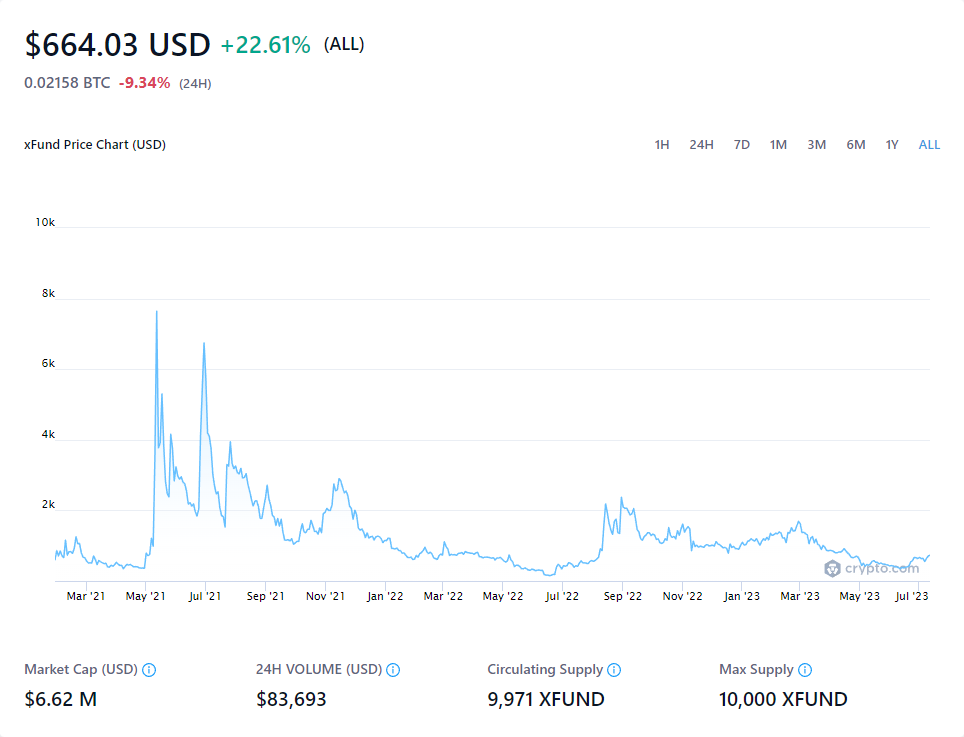 $664.03 USD +22.61% (ALL)
0.02158 BTC -9.34% (24H)
xFund Price Chart (USD) 1H 24H 7D 1M 3M 6M 1Y ALL
10k
8k
6k
4k
2k
crypto.com
Mar '21 May '21 Jul '21 Sep '21 Nov '21 Jan '22 Mar '22 May '22 Jul '22 Sep '22 Nov '22 Jan '23 Mar '23 May '23 Jul '23
Market Cap (USD) 24H VOLUME (USD) Circulating Supply Max Supply
$6.62 M $83,693 9,971 XFUND 10,000 XFUND